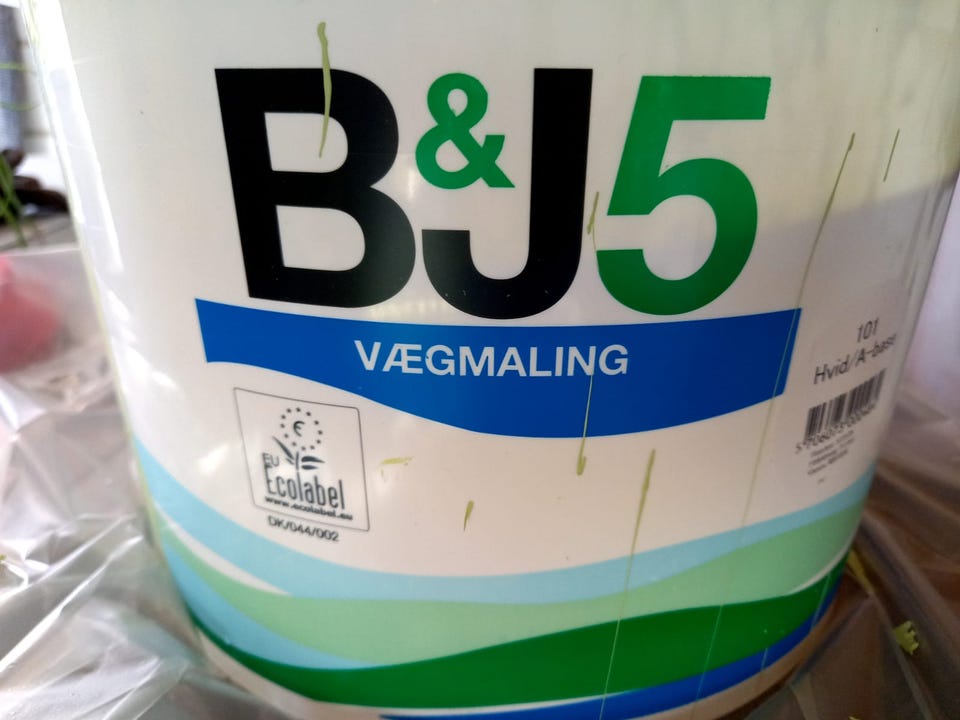 B&J5
VÆGMALING
101
Hvid/A-base
EU
Ecolabel
www.ecolabel.eu
DK/044/002